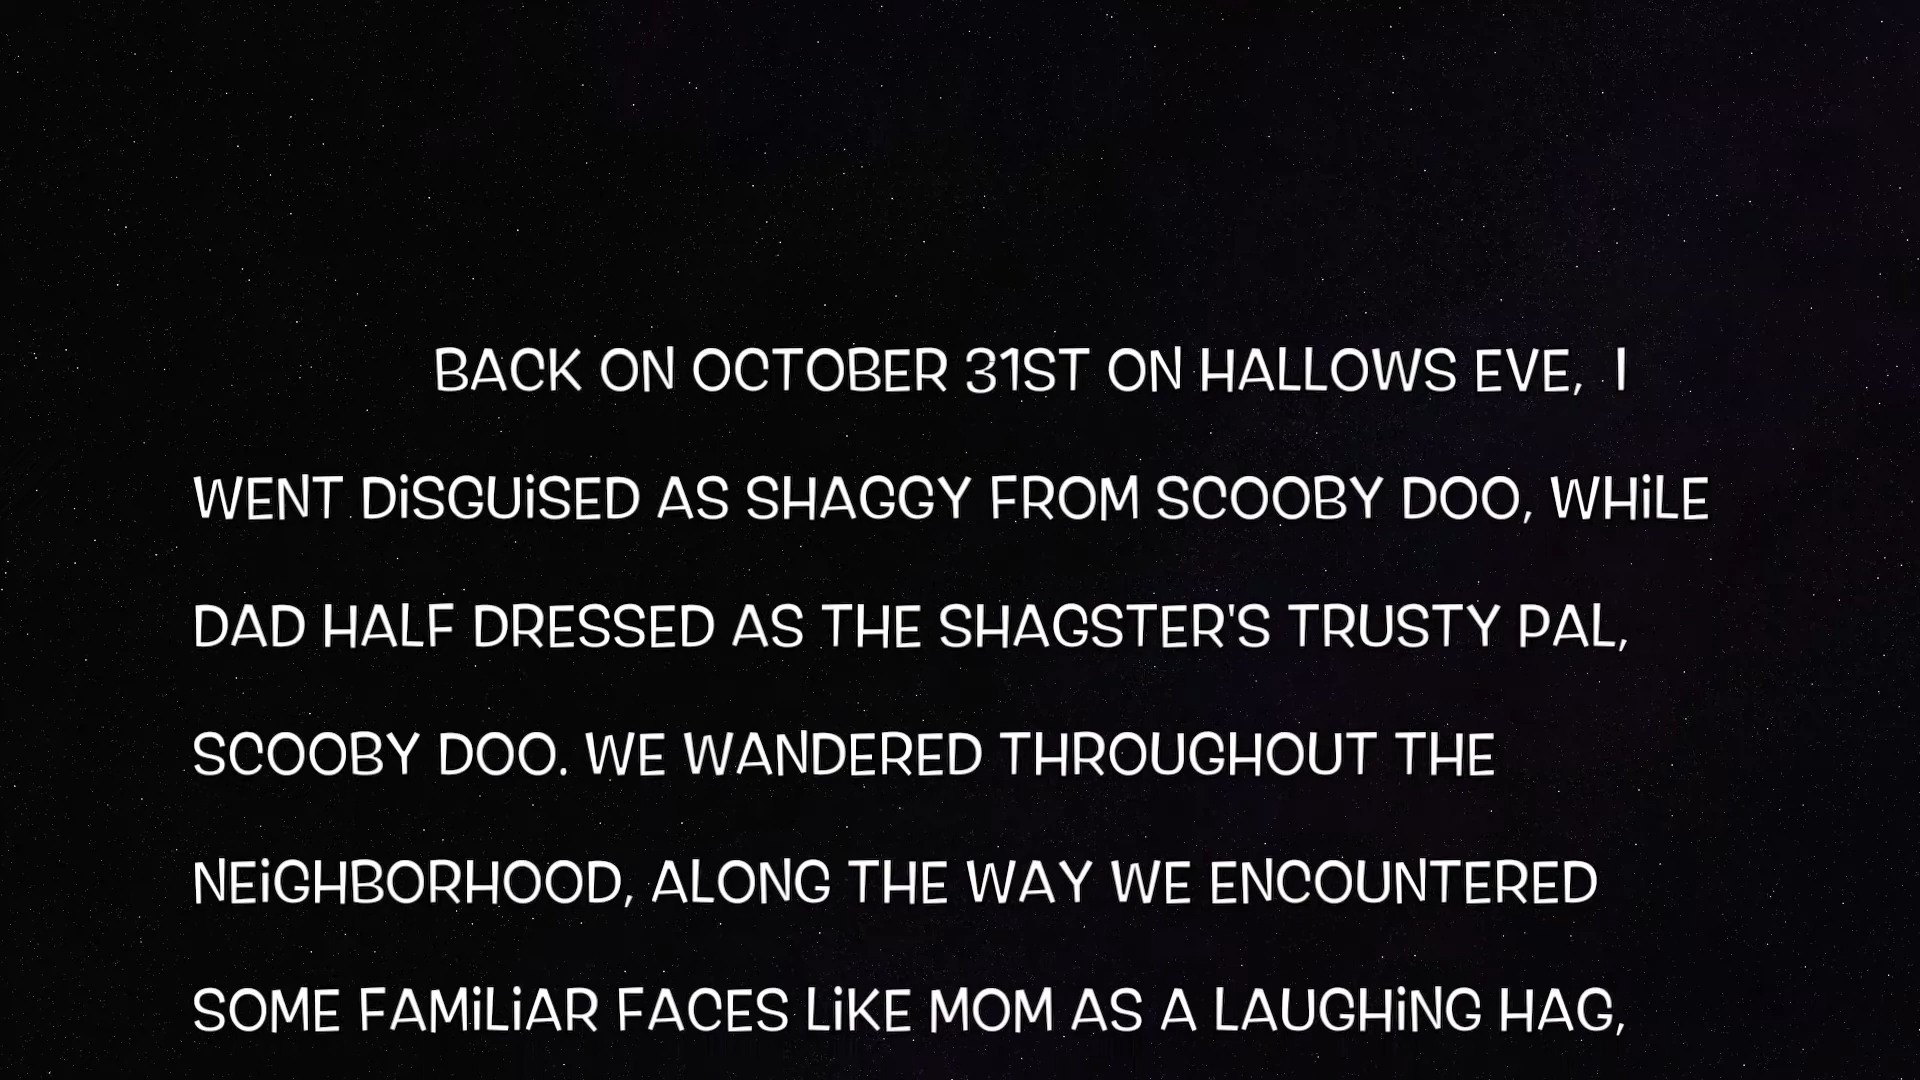 BACK ON OCTOBER 31ST ON HALLOWS EVE, I
WENT DiSGUiSED AS SHAGGY FROM SCOOBY DOO, WHiLE
DAD HALF DRESSED AS THE SHAGSTER'S TRUSTY PAL,
SCOOBY DOO. WE WANDERED THROUGHOUT THE
NEiGHBORHOOD, ALONG THE WAY WE ENCOUNTERED
SOME FAMiLiAR FACES LiKE MOM AS A LAUGHiNG HAG,